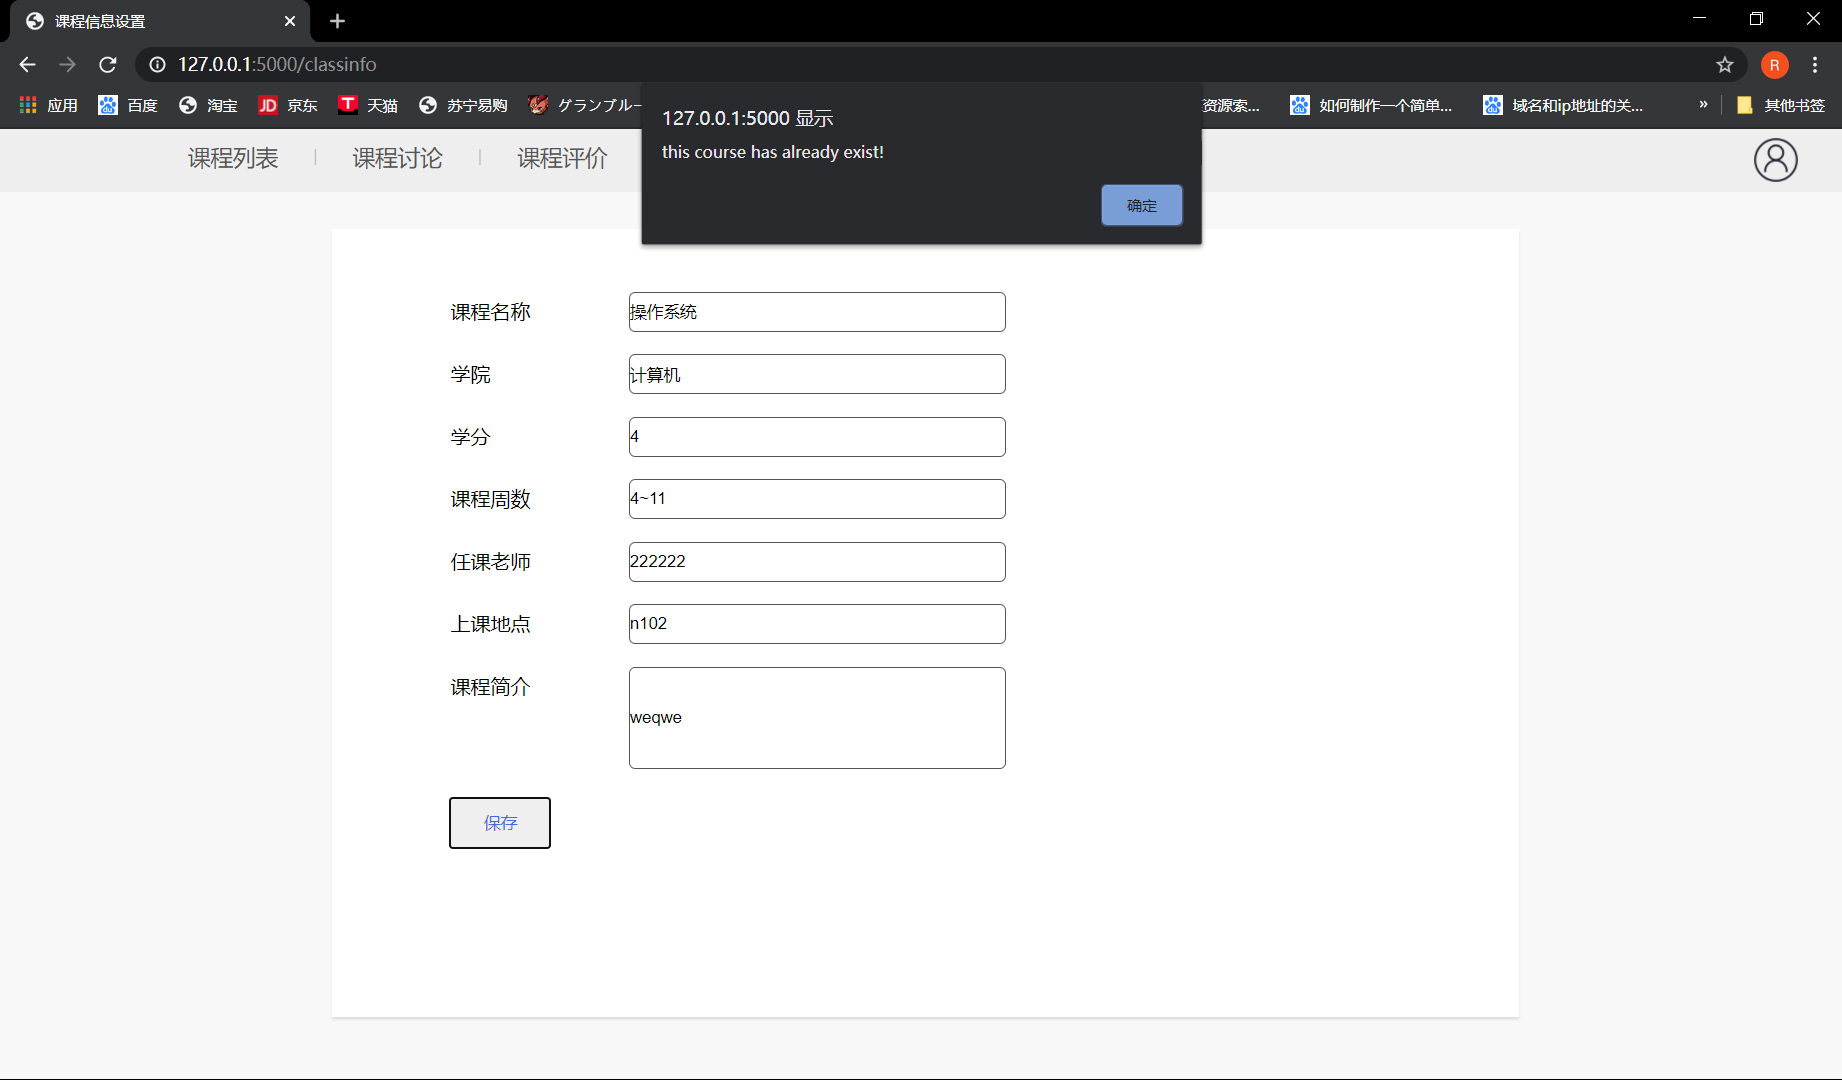 课程信息设置
127.0.0.1:5000/classinfo
R
应用 百度 淘宝 JD 京东 T 天猫 苏宁易购 グランブルー 资源索... 如何制作一个简单... 域名和ip地址的关... » 其他书签
127.0.0.1:5000 显示
this course has already exist!
确定
课程列表 | 课程讨论 | 课程评价
课程名称 操作系统
学院 计算机
学分 4
课程周数 4~11
任课老师 222222
上课地点 n102
课程简介 weqwe
保存